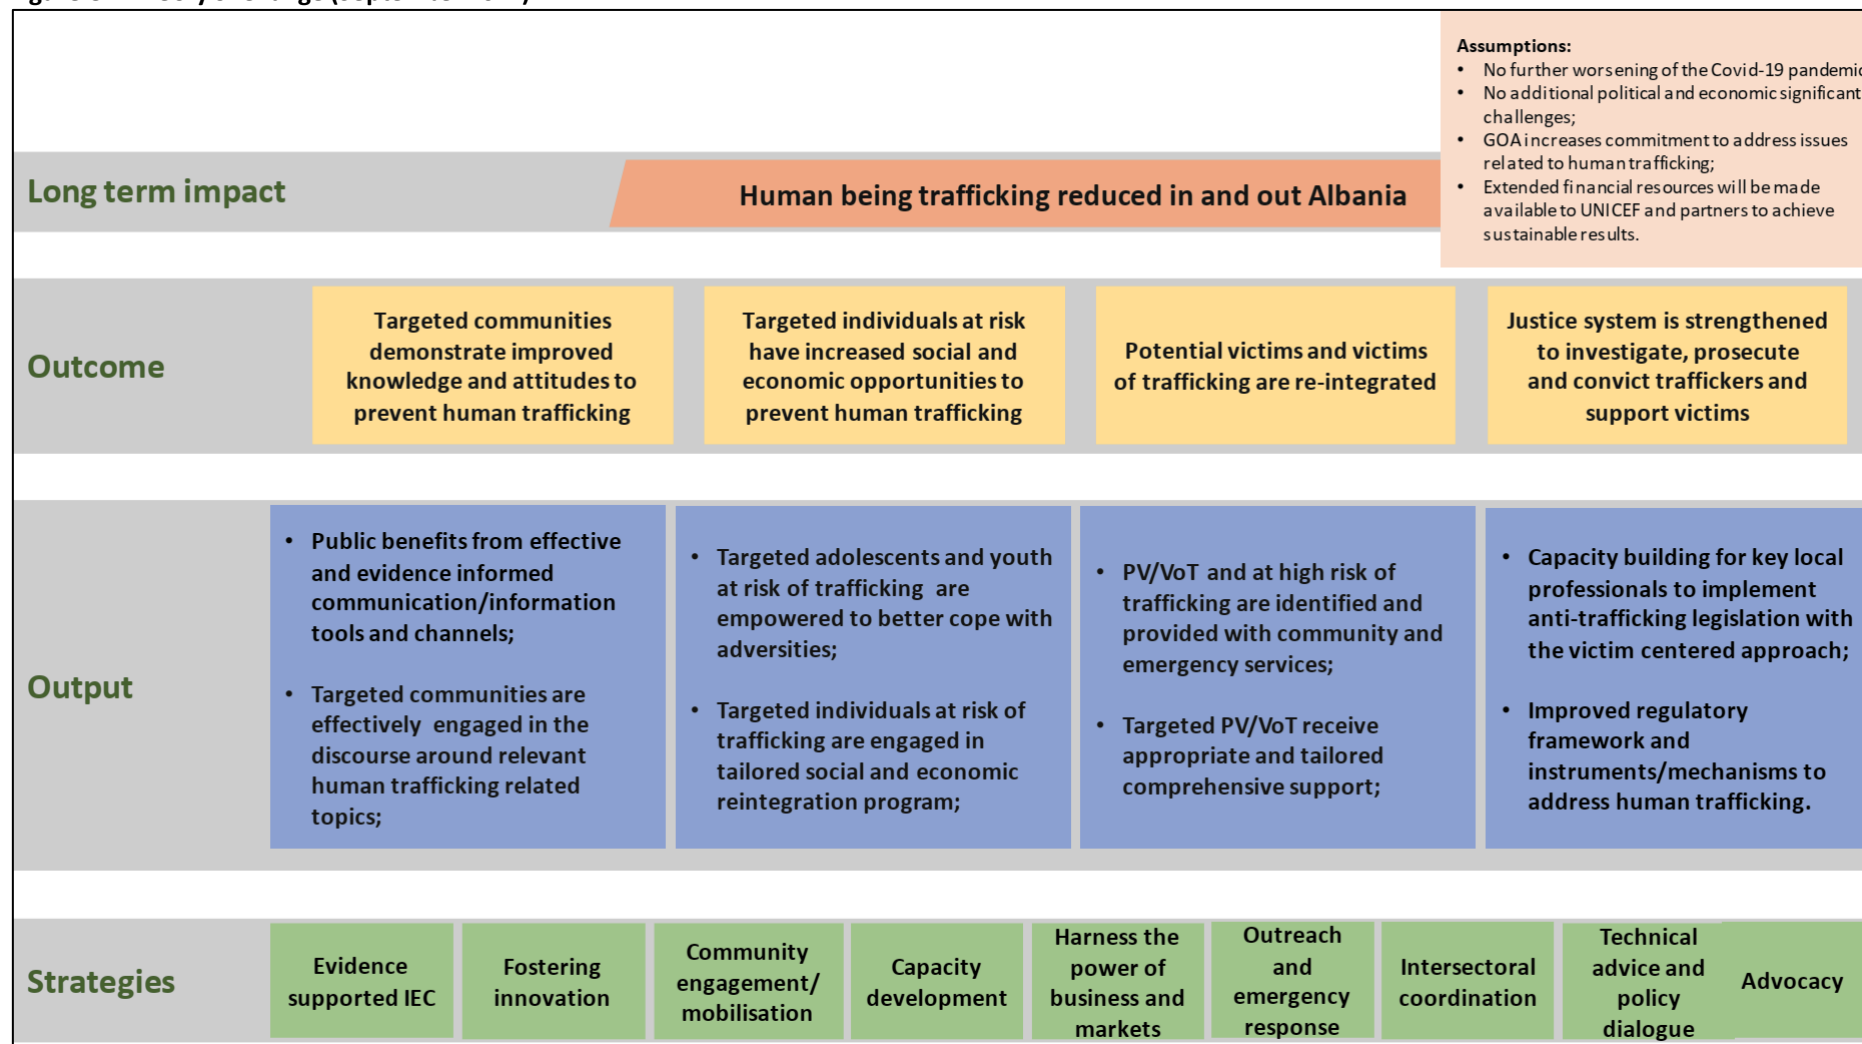 Assumptions:
• No further worsening of the Covid-19 pandemic
• No additional political and economic significant
challenges;
• GOA increases commitment to address issues
related to human trafficking;
• Extended financial resources will be made
available to UNICEF and partners to achieve
sustainable results.
Long term impact
Human being trafficking reduced in and out Albania
Outcome
Targeted communities
demonstrate improved
knowledge and attitudes to
prevent human trafficking
Targeted individuals at risk
have increased social and
economic opportunities to
prevent human trafficking
Potential victims and victims
of trafficking are re-integrated
Justice system is strengthened
to investigate, prosecute
and convict traffickers and
support victims
Output
• Public benefits from effective
and evidence informed
communication/information
tools and channels;
• Targeted communities are
effectively engaged in the
discourse around relevant
human trafficking related
topics;
• Targeted adolescents and youth
at risk of trafficking are
empowered to better cope with
adversities;
• Targeted individuals at risk of
trafficking are engaged in
tailored social and economic
reintegration program;
• PV/VoT and at high risk of
trafficking are identified and
provided with community and
emergency services;
• Targeted PV/VoT receive
appropriate and tailored
comprehensive support;
• Capacity building for key local
professionals to implement
anti-trafficking legislation with
the victim centered approach;
• Improved regulatory
framework and
instruments/mechanisms to
address human trafficking.
Strategies
Evidence
supported IEC
Fostering
innovation
Community
engagement/
mobilisation
Capacity
development
Harness the
power of
business and
markets
Outreach
and
emergency
response
Intersectoral
coordination
Technical
advice and
policy
dialogue
Advocacy